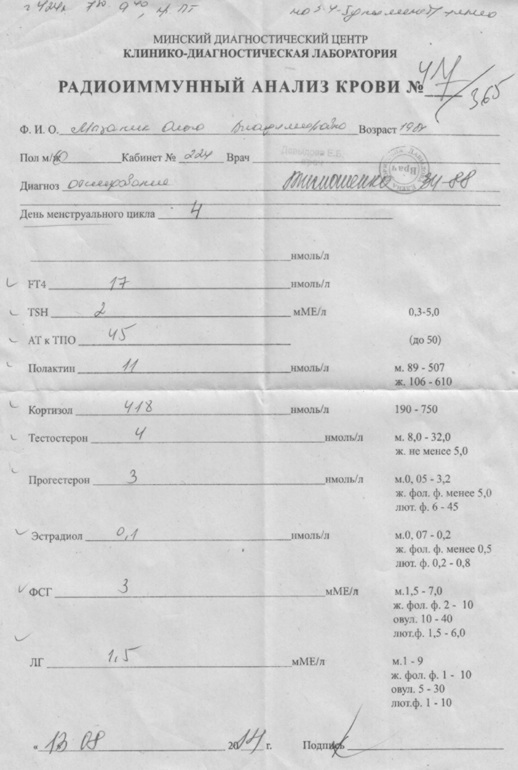 МИНСКИЙ ДИАГНОСТИЧЕСКИЙ ЦЕНТР
КЛИНИКО-ДИАГНОСТИЧЕСКАЯ ЛАБОРАТОРИЯ
РАДИОИММУННЫЙ АНАЛИЗ КРОВИ № 47/365
Ф. И. О. Ольга Владимировна Возраст
Пол м/ж Кабинет № 224 Врач
Диагноз обследование 34-88
День менструального цикла 4
нмоль/л
FT4 17 нмоль/л
TSH 2 мМЕ/л 0,3-5,0
АТ к ТПО 45 (до 50)
Полактин 11 нмоль/л м. 89 - 507
ж. 106 - 610
Кортизол 418 нмоль/л 190 - 750
Тестостерон 4 нмоль/л м. 8,0 - 32,0
ж. не менее 5,0
Прогестерон 3 нмоль/л м.0, 05 - 3,2
ж. фол. ф. менее 5,0
лют. ф. 6 - 45
Эстрадиол 0,1 нмоль/л м.0, 07 - 0,2
ж. фол. ф. менее 0,5
лют. ф. 0,2 - 0,8
ФСГ 3 мМЕ/л м.1,5 - 7,0
ж. фол. ф. 2 - 10
овул. 10 - 40
лют.ф. 1,5 - 6,0
ЛГ 1,5 мМЕ/л м.1 - 9
ж. фол. ф. 1 - 10
овул. 5 - 30
лют.ф. 1 - 10
« 13 08 2014 г. Подпись